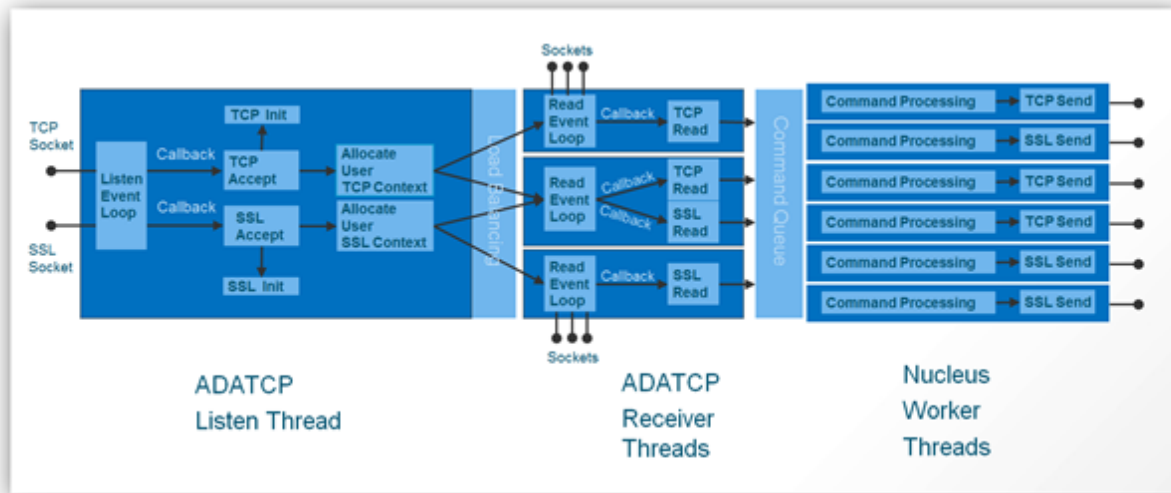 Sockets
TCP
Socket
SSL
Socket
Listen
Event
Loop
Callback
Callback
TCP Init
TCP
Accept
SSL
Accept
SSL Init
Allocate
User
TCP Context
Allocate
User
SSL Context
Load Balancing
Read
Event
Loop
Callback
TCP
Read
Read
Event
Loop
Callback
Callback
TCP
Read
SSL
Read
Read
Event
Loop
Callback
SSL
Read
Sockets
Command Queue
Command Processing
TCP Send
Command Processing
SSL Send
Command Processing
TCP Send
Command Processing
TCP Send
Command Processing
SSL Send
Command Processing
SSL Send
ADATCP
Listen Thread
ADATCP
Receiver
Threads
Nucleus
Worker
Threads